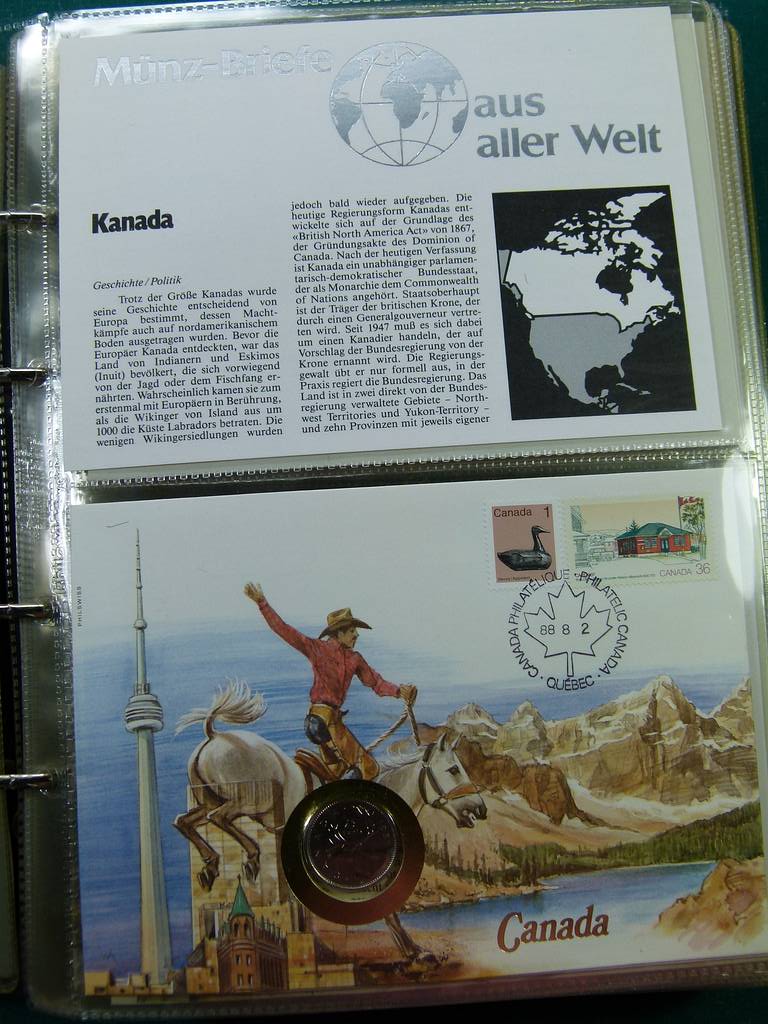 Münz-Briefe
aus
aller Welt
Kanada
Geschichte / Politik
Trotz der Größe Kanadas wurde
seine Geschichte entscheidend von
Europa bestimmt, dessen Macht-
kämpfe auch auf nordamerikanischem
Boden ausgetragen wurden. Bevor die
Europäer Kanada entdeckten, war das
Land von Indianern und Eskimos
(Inuit) bevölkert, die sich vorwiegend
von der Jagd oder dem Fischfang er-
nährten. Wahrscheinlich kamen sie zum
erstenmal mit Europäern in Berührung,
als die Wikinger von Island aus um
1000 die Küste Labradors betraten. Die
wenigen Wikingersiedlungen wurden
jedoch bald wieder aufgegeben. Die
heutige Regierungsform Kanadas ent-
wickelte sich auf der Grundlage des
«British North America Act» von 1867,
der Gründungsakte des Dominion of
Canada. Nach der heutigen Verfassung
ist Kanada ein unabhängiger parlamen-
tarisch-demokratischer Bundesstaat,
der als Monarchie dem Commonwealth
of Nations angehört. Staatsoberhaupt
ist der Träger der britischen Krone, der
durch einen Generalgouverneur vertre-
ten wird. Seit 1947 muß es sich dabei
um einen Kanadier handeln, der auf
Vorschlag der Bundesregierung von der
Krone ernannt wird. Die Regierungs-
gewalt übt er nur formell aus, in der
Praxis regiert die Bundesregierung. Das
Land ist in zwei direkt von der Bundes-
regierung verwaltete Gebiete – North-
west Territories und Yukon-Territory –
und zehn Provinzen mit jeweils eigener
PHILSWISS
Canada 1
CANADA 36
CANADA PHILATÉLIQUE · PHILATELIC CANADA
88 8 2
· QUÉBEC ·
Canada